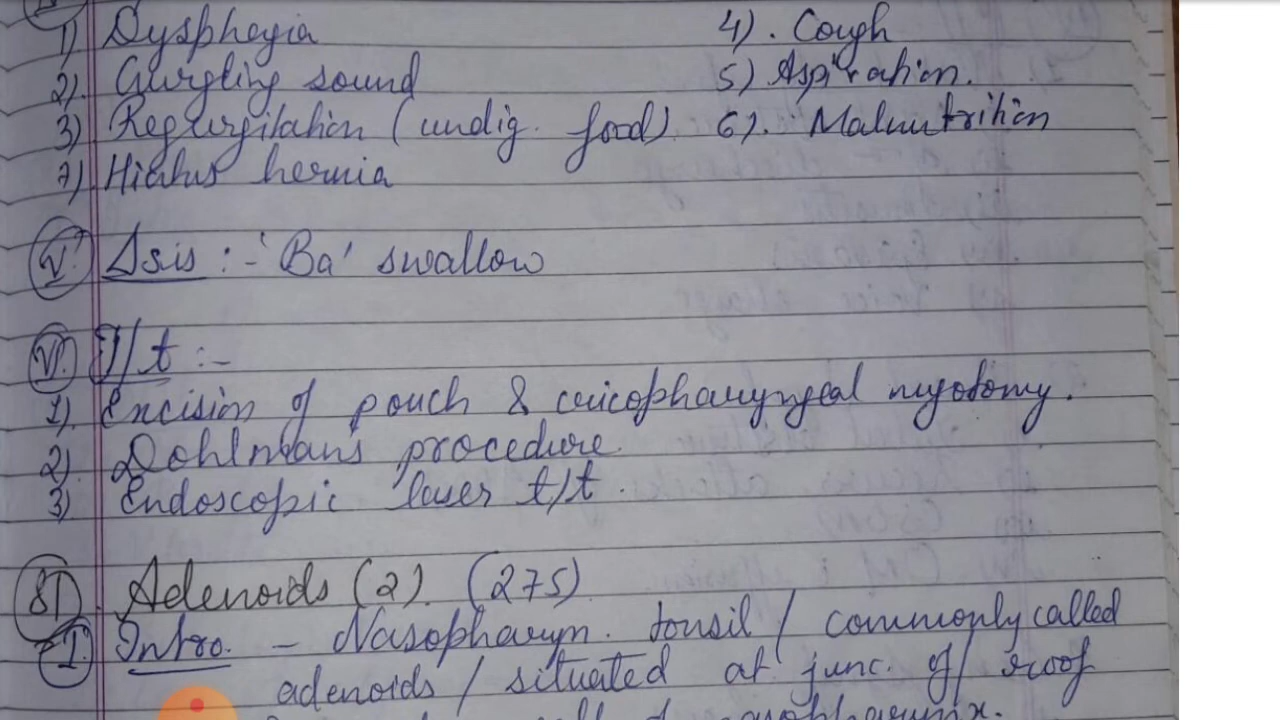 1) Dysphagia 4). Cough
2). Gurgling sound 5) Aspiration.
3) Regurgitation (undig. food) 6). Malnutrition
7) Hiatus hernia
V. Δsis :- 'Ba' swallow
VI. T/t :-
1). Excision of pouch & cricopharyngeal myotomy.
2). Dohlman's procedure.
3) Endoscopic laser t/t.
Adenoids (2). (275)
I. Intro. - Nasopharyn. tonsil / commonly called
adenoids / situated at junc. of / roof
nasopharynx.